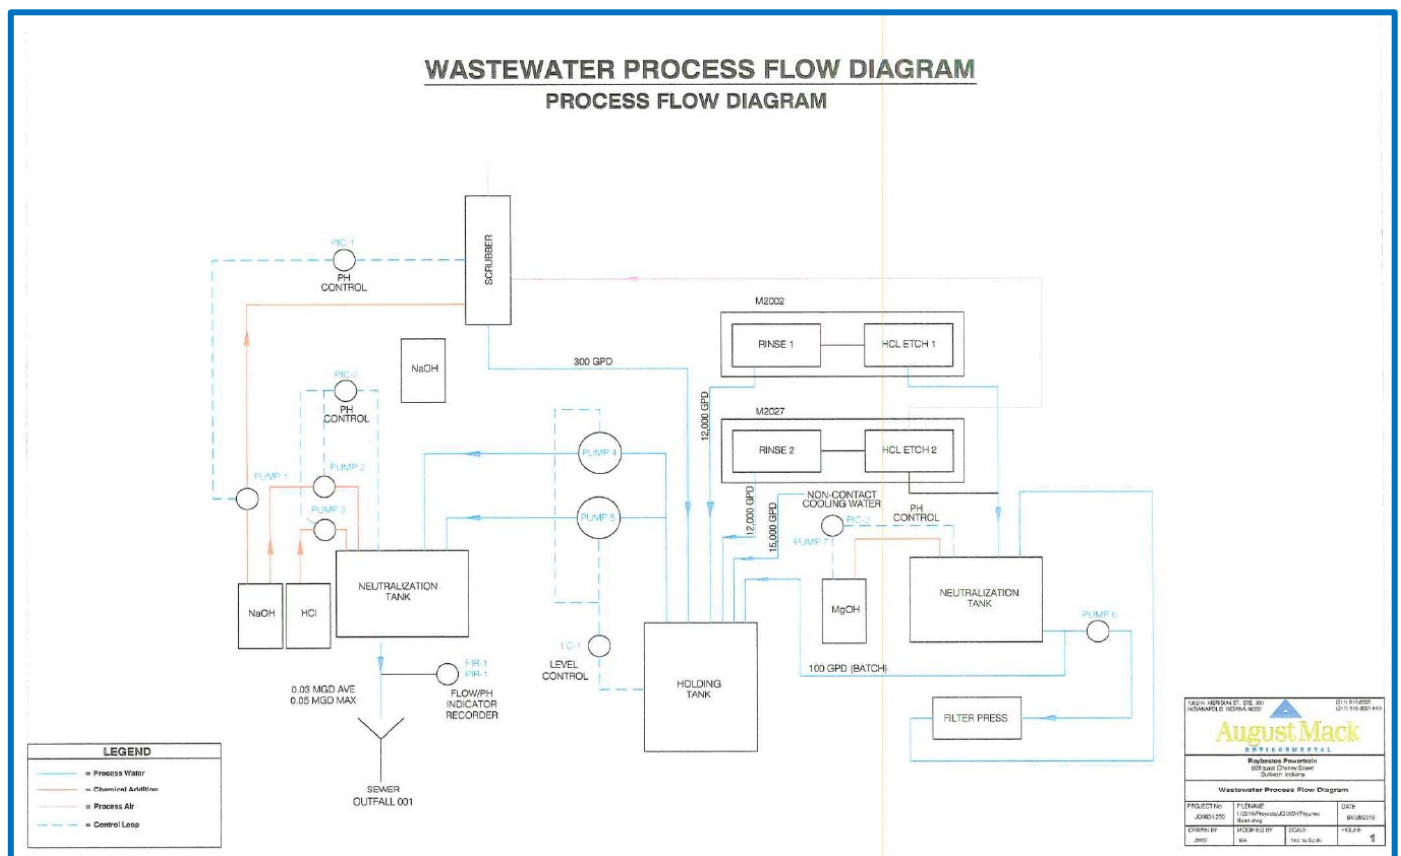 WASTEWATER PROCESS FLOW DIAGRAM
PROCESS FLOW DIAGRAM
SCRUBBER
PIC-1
PH
CONTROL
M2002
RINSE 1
HCL ETCH 1
300 GPD
NaOH
PIC-2
PH
CONTROL
12,000 GPD
M2027
RINSE 2
HCL ETCH 2
PUMP 4
PUMP 1
PUMP 2
PUMP 3
PUMP 5
12,000 GPD
15,000 GPD
NON-CONTACT
COOLING WATER
PIC-3
PH
CONTROL
PUMP 7
NEUTRALIZATION
TANK
NaOH
HCl
MgOH
NEUTRALIZATION
TANK
PUMP 6
LC-1
LEVEL
CONTROL
FIR-1
PIR-1
FLOW/PH
INDICATOR
RECORDER
0.03 MGD AVE
0.05 MGD MAX
HOLDING
TANK
100 GPD (BATCH)
FILTER PRESS
SEWER
OUTFALL 001
LEGEND
= Process Water
= Chemical Addition
= Process Air
= Control Loop
August Mack
ENVIRONMENTAL
Raybestos Powertrain
Sullivan, Indiana
Wastewater Process Flow Diagram
PROJECT No
FILENAME
DATE
DRAWN BY
MODIFIED BY
SCALE
FIGURE
Not to Scale
1